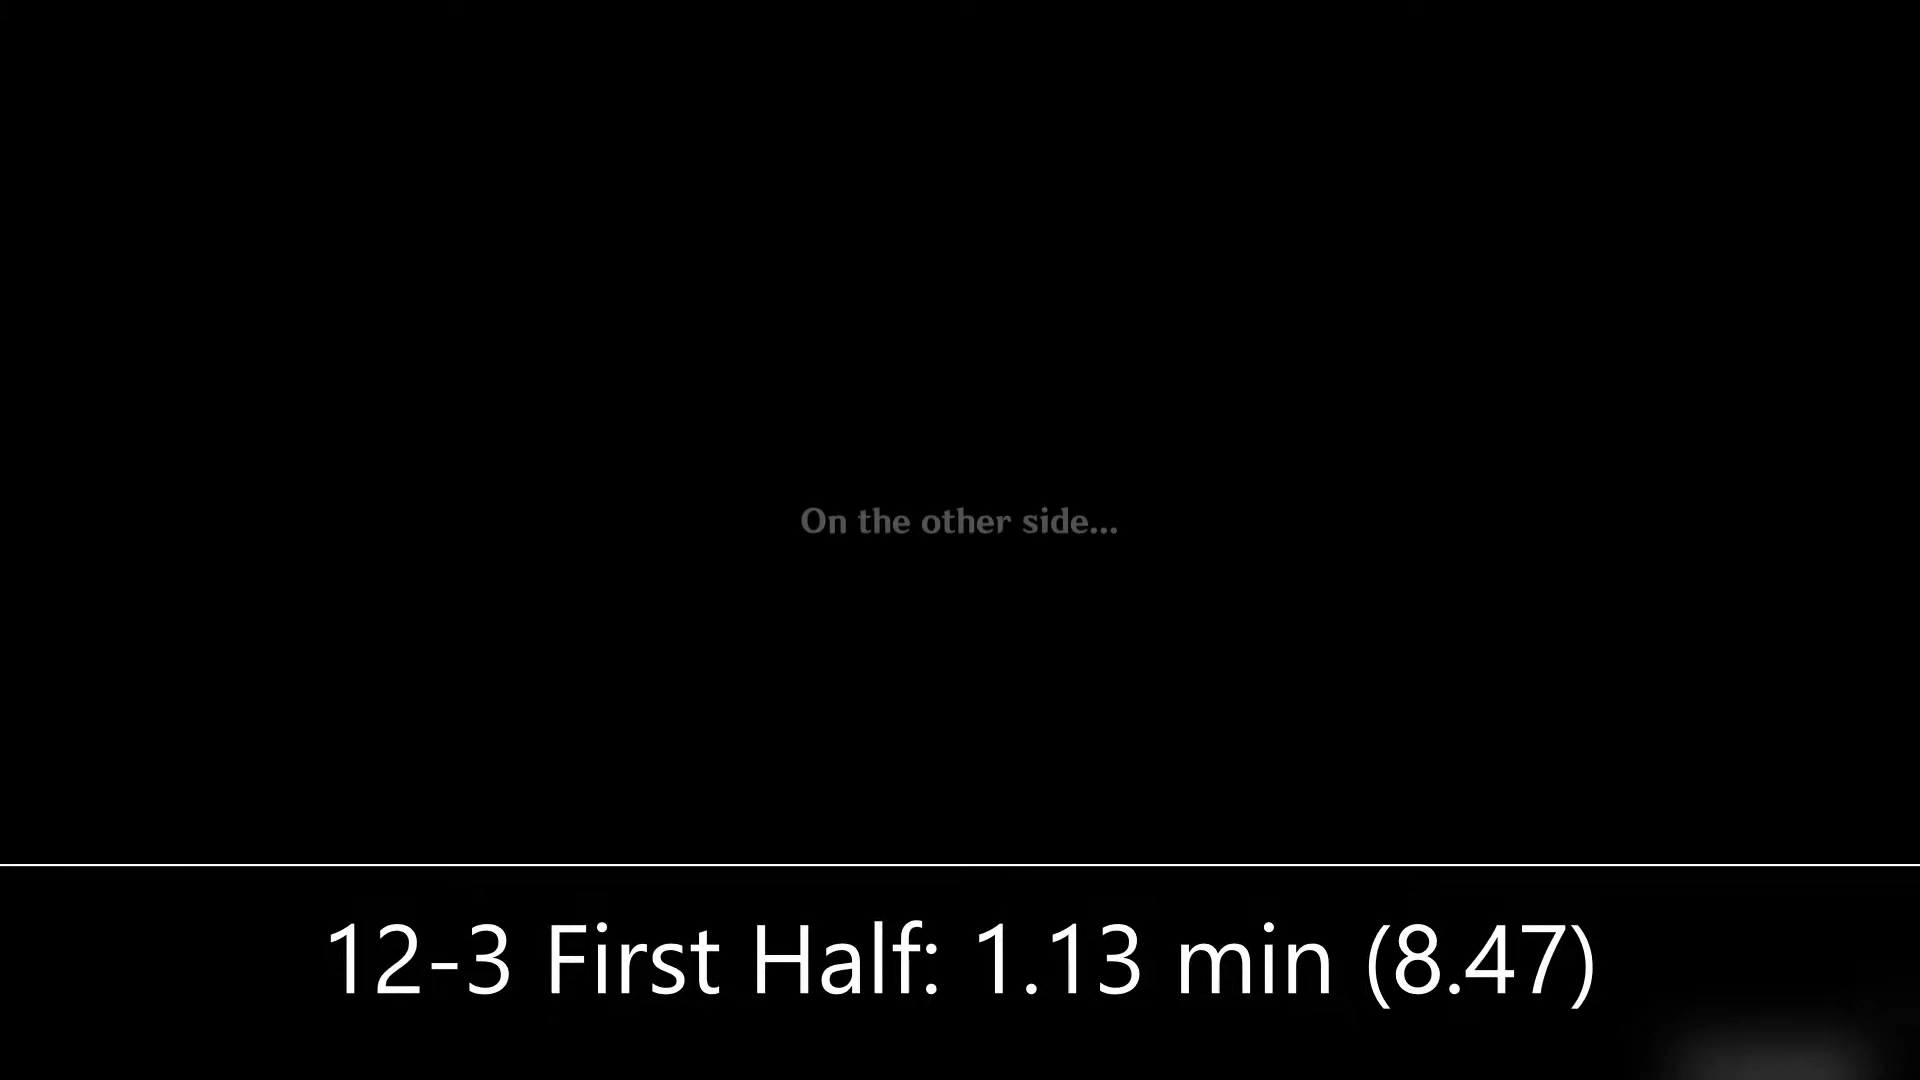 On the other side...
12-3 First Half: 1.13 min (8.47)